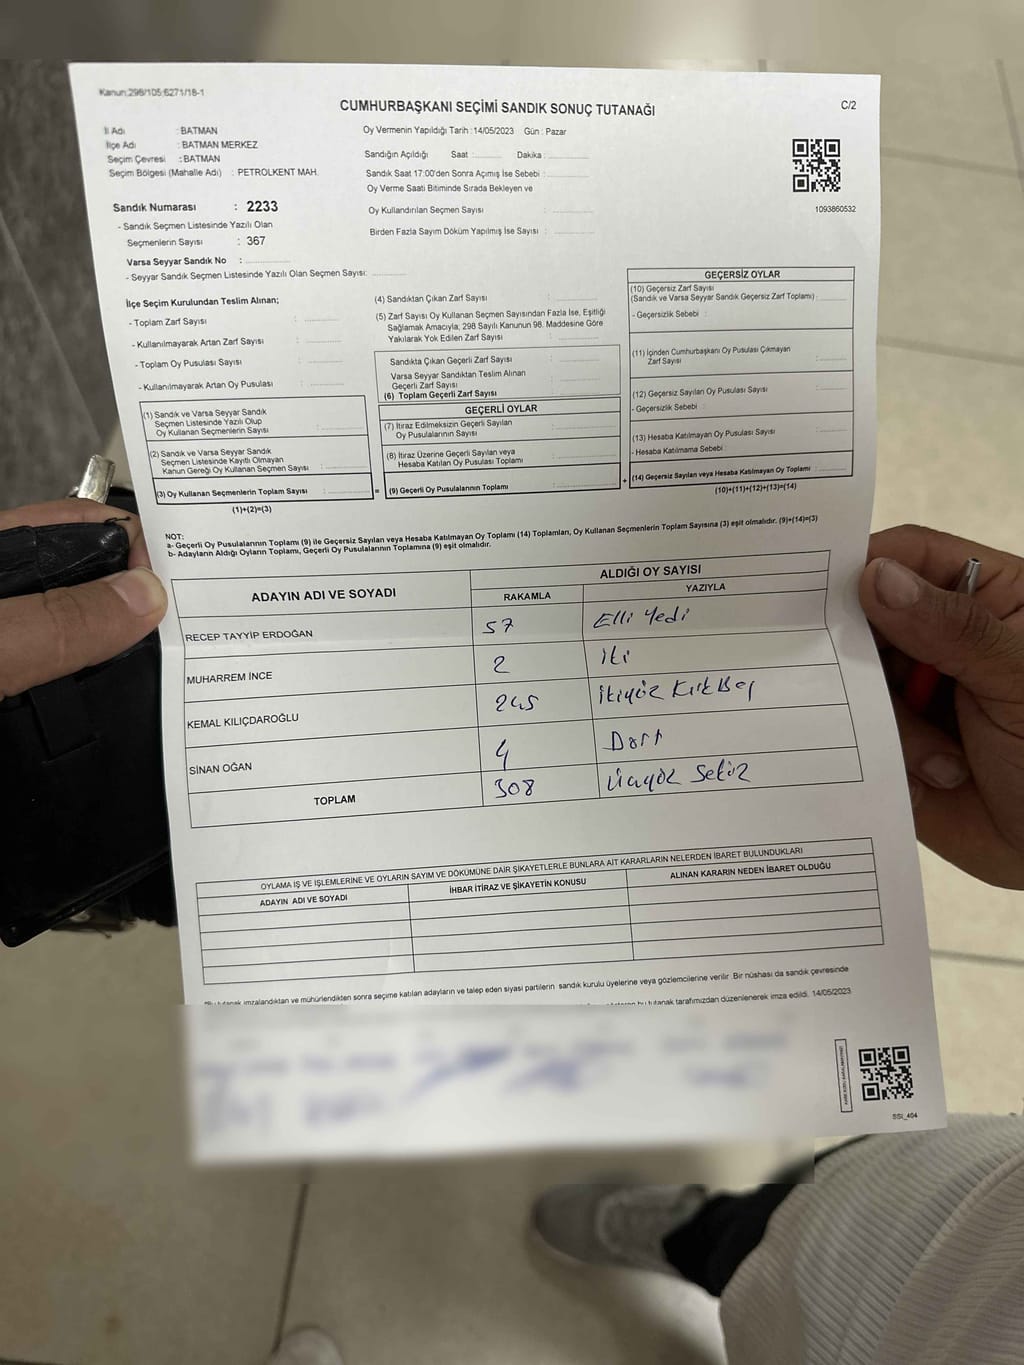 Kanun:298/105;6271/18-1
CUMHURBAŞKANI SEÇİMİ SANDIK SONUÇ TUTANAĞI
C/2
İl Adı : BATMAN
İlçe Adı : BATMAN MERKEZ
Seçim Çevresi : BATMAN
Seçim Bölgesi (Mahalle Adı) : PETROLKENT MAH.
Oy Vermenin Yapıldığı Tarih : 14/05/2023 Gün : Pazar
Sandığın Açıldığı Saat : Dakika :
Sandık Saat 17:00'den Sonra Açımış İse Sebebi :
Oy Verme Saati Bitiminde Sırada Bekleyen ve
Oy Kullandırılan Seçmen Sayısı :
Birden Fazla Sayım Döküm Yapılmış İse Sayısı :
1093860532
Sandık Numarası : 2233
- Sandık Seçmen Listesinde Yazılı Olan
Seçmenlerin Sayısı : 367
Varsa Seyyar Sandık No :
- Seyyar Sandık Seçmen Listesinde Yazılı Olan Seçmen Sayısı:
İlçe Seçim Kurulundan Teslim Alınan;
- Toplam Zarf Sayısı :
- Kullanılmayarak Artan Zarf Sayısı :
- Toplam Oy Pusulası Sayısı :
- Kullanılmayarak Artan Oy Pusulası :
(1) Sandık ve Varsa Seyyar Sandık
Seçmen Listesinde Yazılı Olup
Oy Kullanan Seçmenlerin Sayısı :
(2) Sandık ve Varsa Seyyar Sandık
Seçmen Listesinde Kayıtlı Olmayan
Kanun Gereği Oy Kullanan Seçmen Sayısı :
(3) Oy Kullanan Seçmenlerin Toplam Sayısı :
(1)+(2)=(3)
(4) Sandıktan Çıkan Zarf Sayısı :
(5) Zarf Sayısı Oy Kullanan Seçmen Sayısından Fazla İse, Eşitliği
Sağlamak Amacıyla; 298 Sayılı Kanunun 98. Maddesine Göre
Yakılarak Yok Edilen Zarf Sayısı :
Sandıkta Çıkan Geçerli Zarf Sayısı :
Varsa Seyyar Sandıktan Teslim Alınan
Geçerli Zarf Sayısı :
(6) Toplam Geçerli Zarf Sayısı :
GEÇERLİ OYLAR
(7) İtiraz Edilmeksizin Geçerli Sayılan
Oy Pusulalarının Sayısı :
(8) İtiraz Üzerine Geçerli Sayılan veya
Hesaba Katılan Oy Pusulası Toplamı :
= (9) Geçerli Oy Pusulalarının Toplamı :
GEÇERSİZ OYLAR
(10) Geçersiz Zarf Sayısı
(Sandık ve Varsa Seyyar Sandık Geçersiz Zarf Toplamı) :
- Geçersizlik Sebebi :
(11) İçinden Cumhurbaşkanı Oy Pusulası Çıkmayan
Zarf Sayısı :
(12) Geçersiz Sayılan Oy Pusulası Sayısı :
- Geçersizlik Sebebi :
(13) Hesaba Katılmayan Oy Pusulası Sayısı :
- Hesaba Katılmama Sebebi :
+ (14) Geçersiz Sayılan veya Hesaba Katılmayan Oy Toplamı :
(10)+(11)+(12)+(13)=(14)
NOT:
a- Geçerli Oy Pusulalarının Toplamı (9) ile Geçersiz Sayılan veya Hesaba Katılmayan Oy Toplamı (14) Toplamları, Oy Kullanan Seçmenlerin Toplam Sayısına (3) eşit olmalıdır. (9)+(14)=(3)
b- Adayların Aldığı Oyların Toplamı, Geçerli Oy Pusulalarının Toplamına (9) eşit olmalıdır.
ADAYIN ADI VE SOYADI
ALDIĞI OY SAYISI
RAKAMLA YAZIYLA
RECEP TAYYİP ERDOĞAN 57 Elli Yedi
MUHARREM İNCE 2 İki
KEMAL KILIÇDAROĞLU 245 İkiyüz Kırk Beş
SİNAN OĞAN 4 Dört
TOPLAM 308 Üçyüz Sekiz
OYLAMA İŞ VE İŞLEMLERİNE VE OYLARIN SAYIM VE DÖKÜMÜNE DAİR ŞİKAYETLERLE BUNLARA AİT KARARLARIN NELERDEN İBARET BULUNDUKLARI
ADAYIN ADI VE SOYADI İHBAR İTİRAZ VE ŞİKAYETİN KONUSU ALINAN KARARIN NEDEN İBARET OLDUĞU
tutanak imzalandıktan ve mühürlendikten sonra seçime katılan adayların ve talep eden siyasi partilerin sandık kurulu üyelerine veya gözlemcilerine verilir .Bir nüshası da sandık çevresinde
bu tutanak tarafımızdan düzenlenerek imza edildi. 14/05/2023
SSI_404